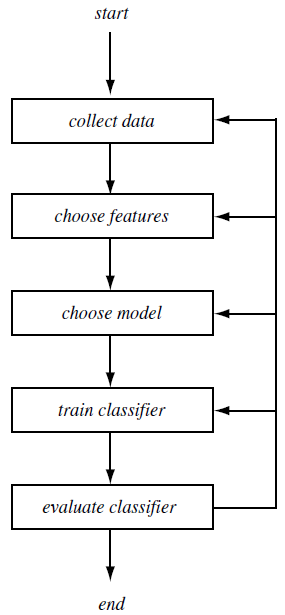 start
collect data
choose features
choose model
train classifier
evaluate classifier
end